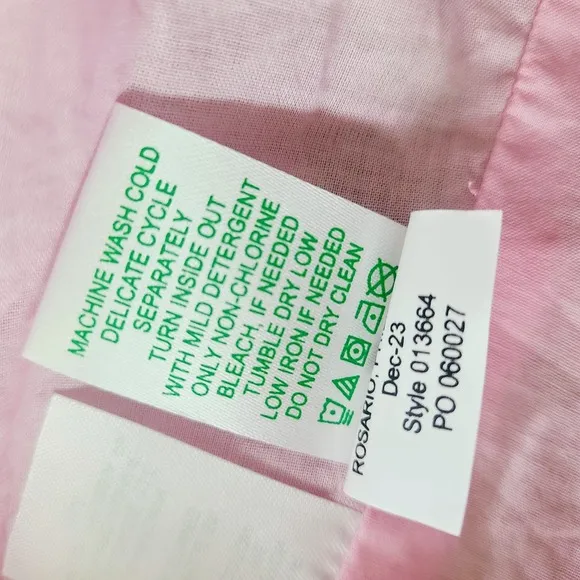 MACHINE WASH COLD
DELICATE CYCLE
SEPARATELY
TURN INSIDE OUT
WITH MILD DETERGENT
ONLY NON-CHLORINE
BLEACH, IF NEEDED
TUMBLE DRY LOW
LOW IRON IF NEEDED
DO NOT DRY CLEAN
ROSARIO,
Dec-23
Style 013664
PO 060027